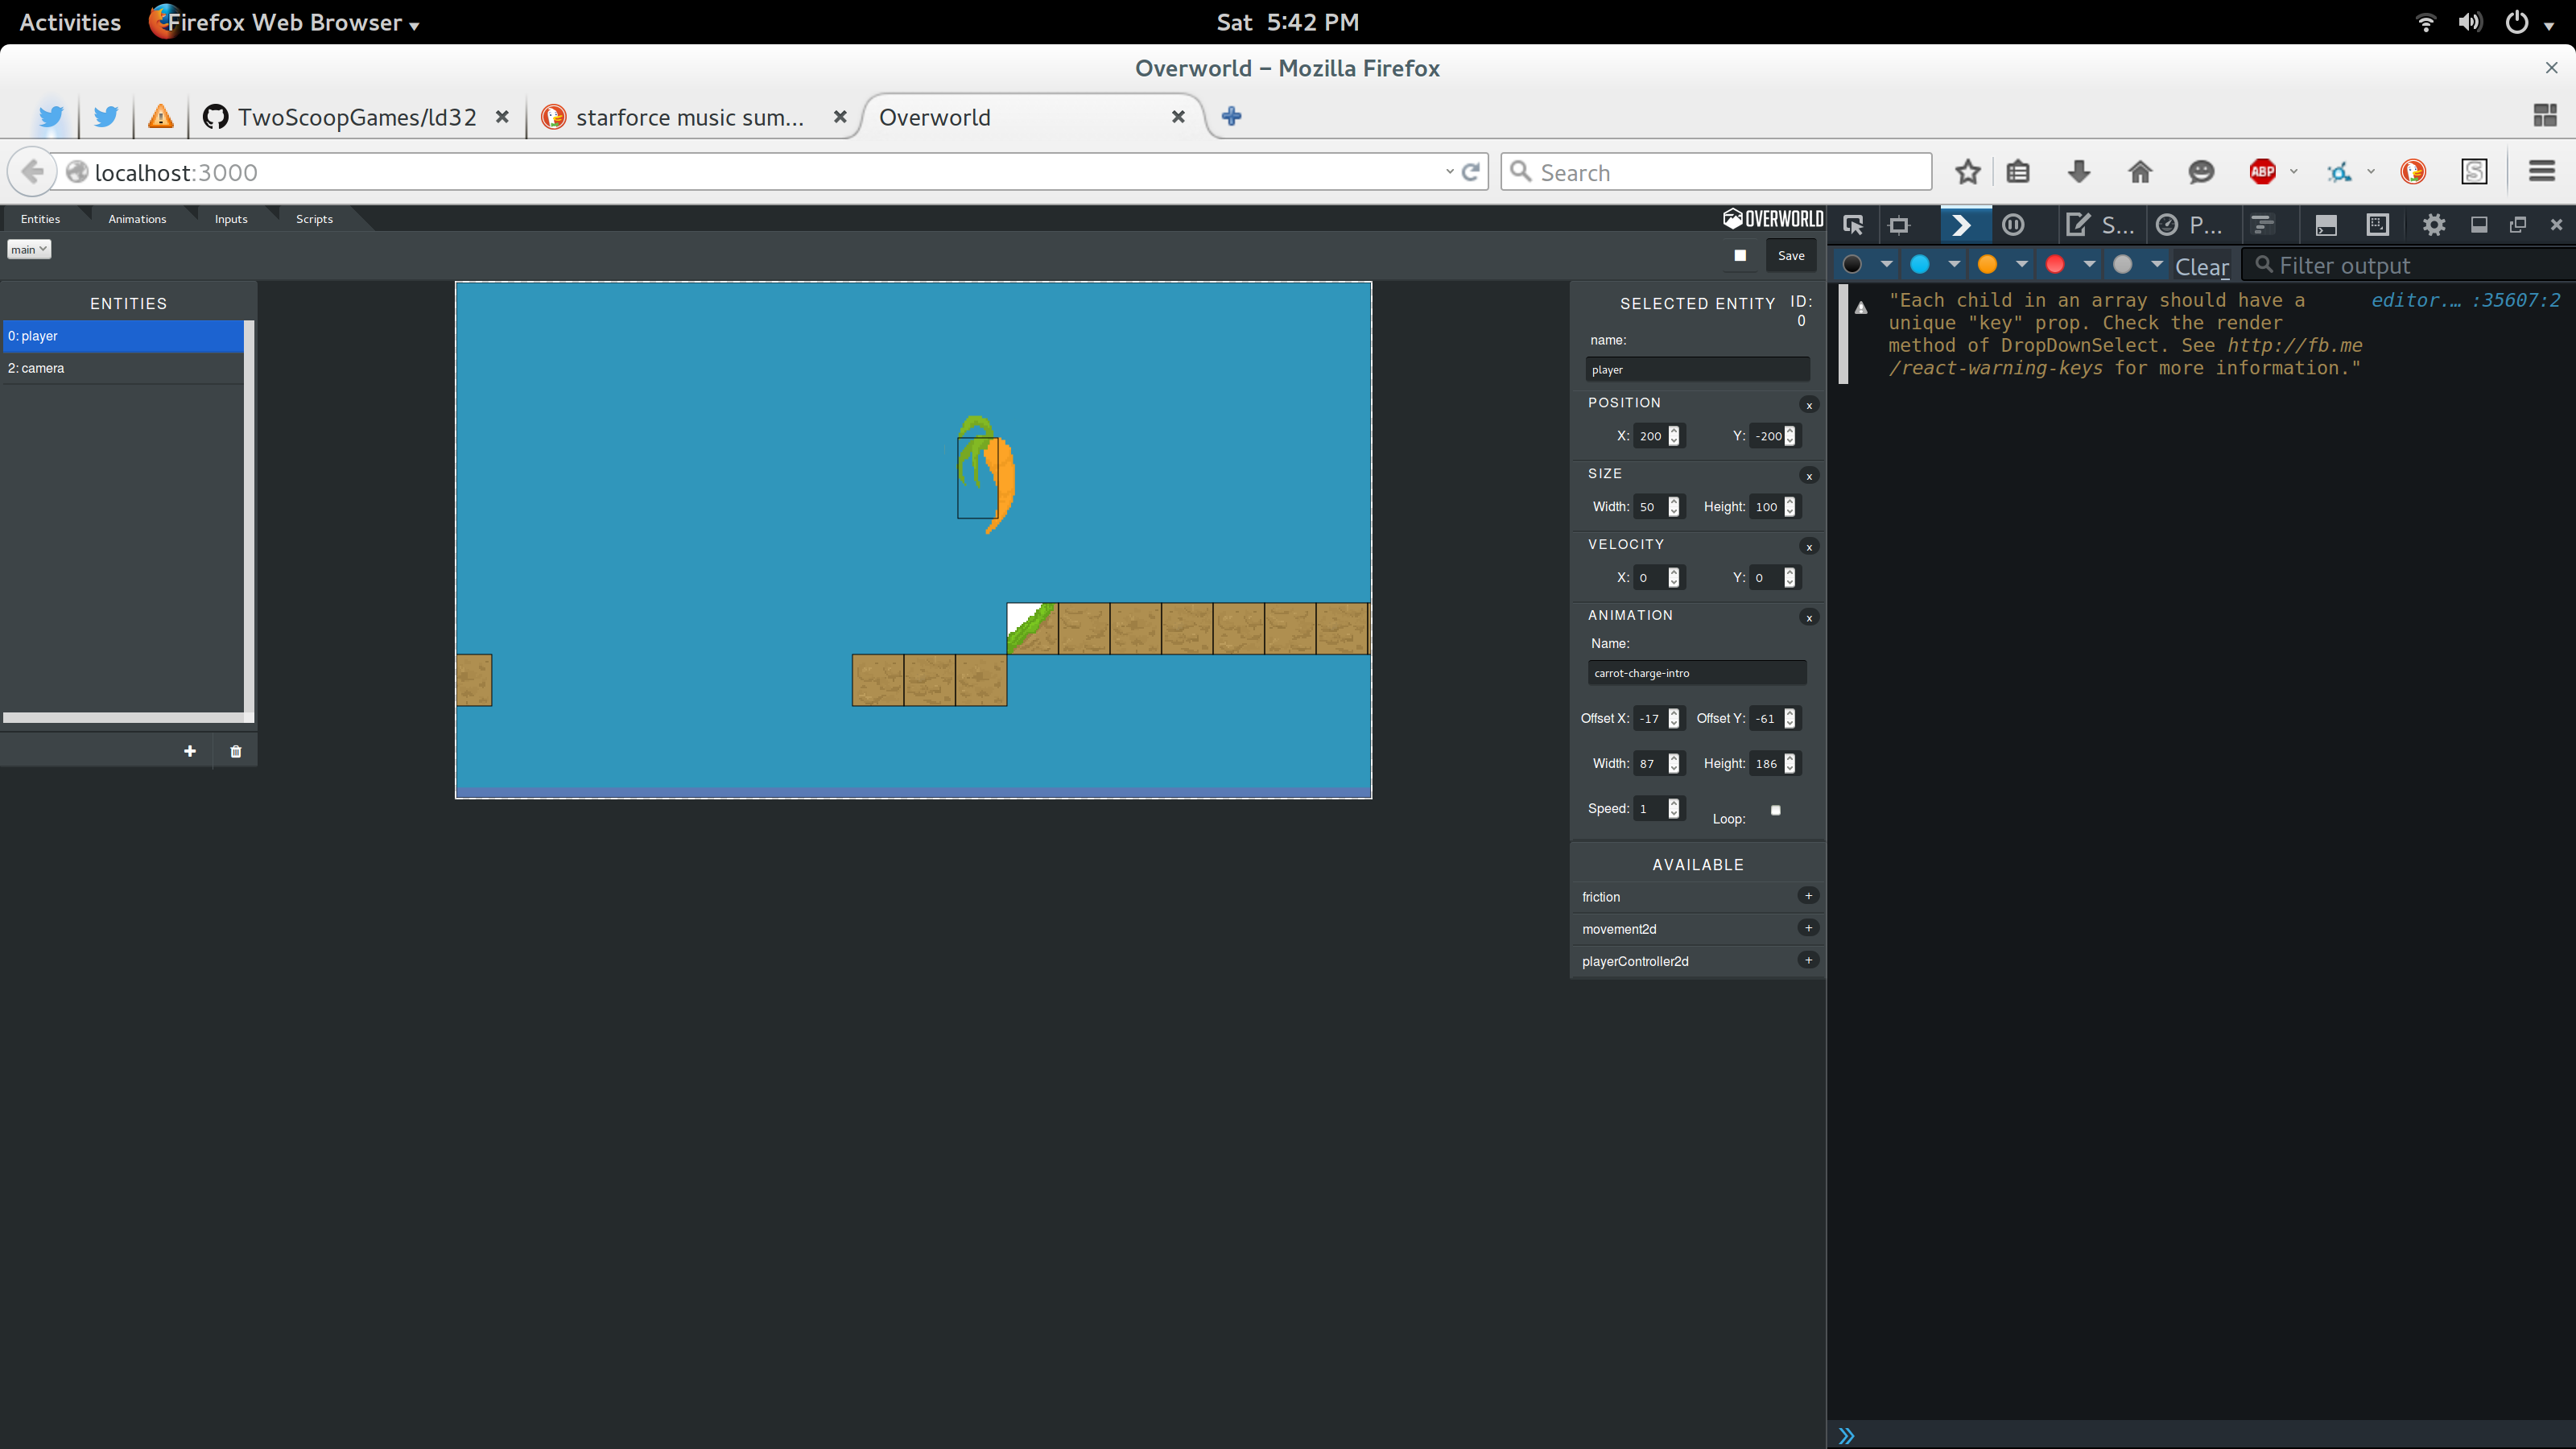 Activities Firefox Web Browser Sat 5:42 PM
Overworld – Mozilla Firefox
TwoScoopGames/ld32 starforce music sum... Overworld
localhost:3000 Search ABP S
Entities Animations Inputs Scripts OVERWORLD S... P...
main Save Clear Filter output
ENTITIES
0: player
2: camera
SELECTED ENTITY ID: 0
name:
player
POSITION x
X: 200 Y: -200
SIZE x
Width: 50 Height: 100
VELOCITY x
X: 0 Y: 0
ANIMATION x
Name:
carrot-charge-intro
Offset X: -17 Offset Y: -61
Width: 87 Height: 186
Speed: 1 Loop:
AVAILABLE
friction +
movement2d +
playerController2d +
"Each child in an array should have a editor.... :35607:2
unique "key" prop. Check the render
method of DropDownSelect. See http://fb.me
/react-warning-keys for more information."